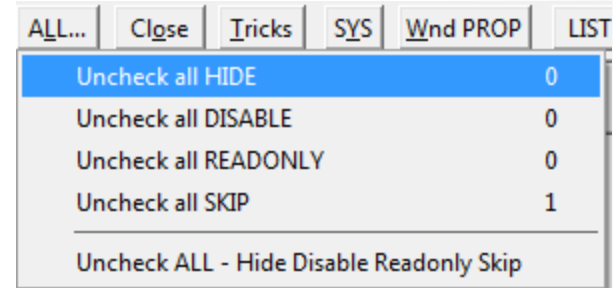 ALL... Close Tricks SYS Wnd PROP LIST
Uncheck all HIDE 0
Uncheck all DISABLE 0
Uncheck all READONLY 0
Uncheck all SKIP 1
Uncheck ALL - Hide Disable Readonly Skip